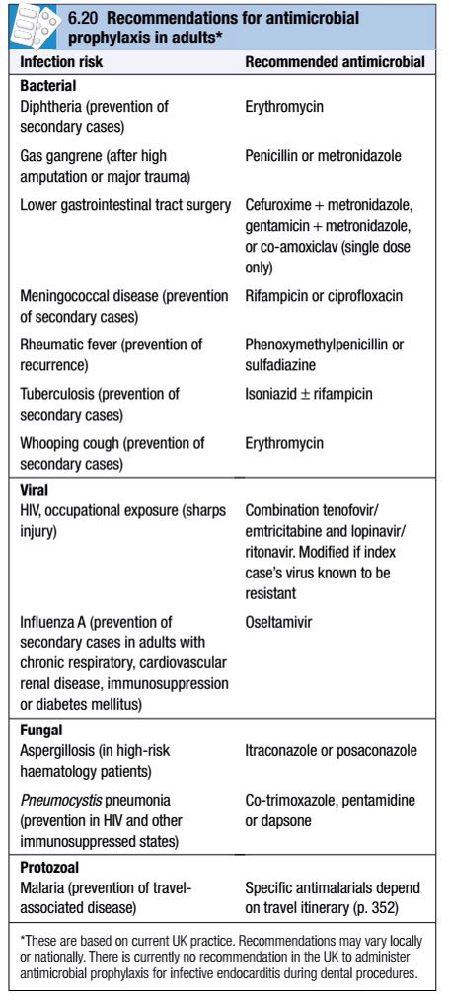 6.20 Recommendations for antimicrobial
prophylaxis in adults*
Infection risk Recommended antimicrobial
Bacterial
Diphtheria (prevention of Erythromycin
secondary cases)
Gas gangrene (after high Penicillin or metronidazole
amputation or major trauma)
Lower gastrointestinal tract surgery Cefuroxime + metronidazole,
gentamicin + metronidazole,
or co-amoxiclav (single dose
only)
Meningococcal disease (prevention Rifampicin or ciprofloxacin
of secondary cases)
Rheumatic fever (prevention of Phenoxymethylpenicillin or
recurrence) sulfadiazine
Tuberculosis (prevention of Isoniazid ± rifampicin
secondary cases)
Whooping cough (prevention of Erythromycin
secondary cases)
Viral
HIV, occupational exposure (sharps Combination tenofovir/
injury) emtricitabine and lopinavir/
ritonavir. Modified if index
case's virus known to be
resistant
Influenza A (prevention of Oseltamivir
secondary cases in adults with
chronic respiratory, cardiovascular
renal disease, immunosuppression
or diabetes mellitus)
Fungal
Aspergillosis (in high-risk Itraconazole or posaconazole
haematology patients)
Pneumocystis pneumonia Co-trimoxazole, pentamidine
(prevention in HIV and other or dapsone
immunosuppressed states)
Protozoal
Malaria (prevention of travel- Specific antimalarials depend
associated disease) on travel itinerary (p. 352)
*These are based on current UK practice. Recommendations may vary locally
or nationally. There is currently no recommendation in the UK to administer
antimicrobial prophylaxis for infective endocarditis during dental procedures.